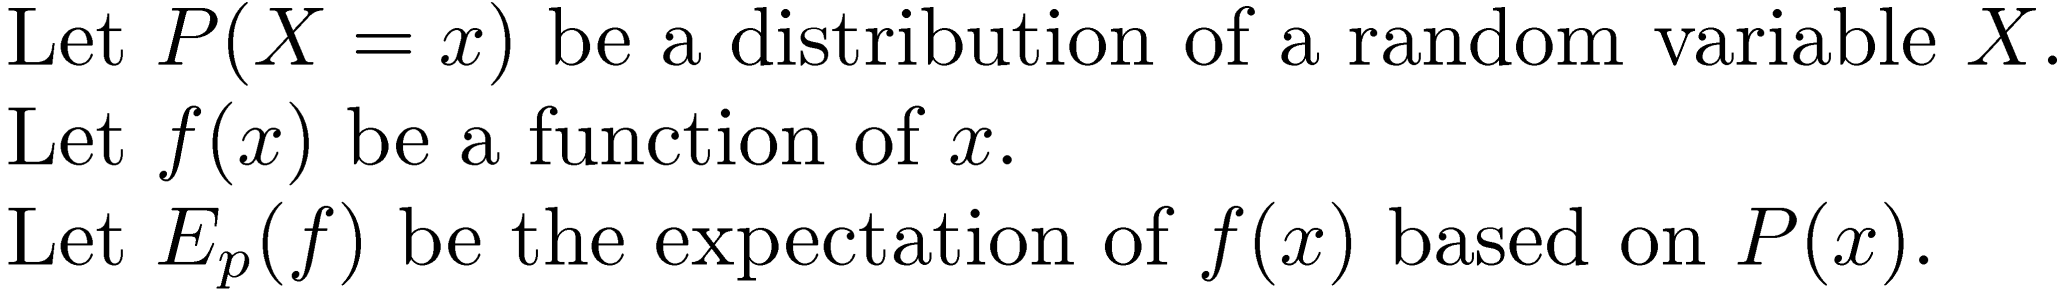 Let P(X = x) be a distribution of a random variable X.
Let f(x) be a function of x.
Let E_p(f) be the expectation of f(x) based on P(x).